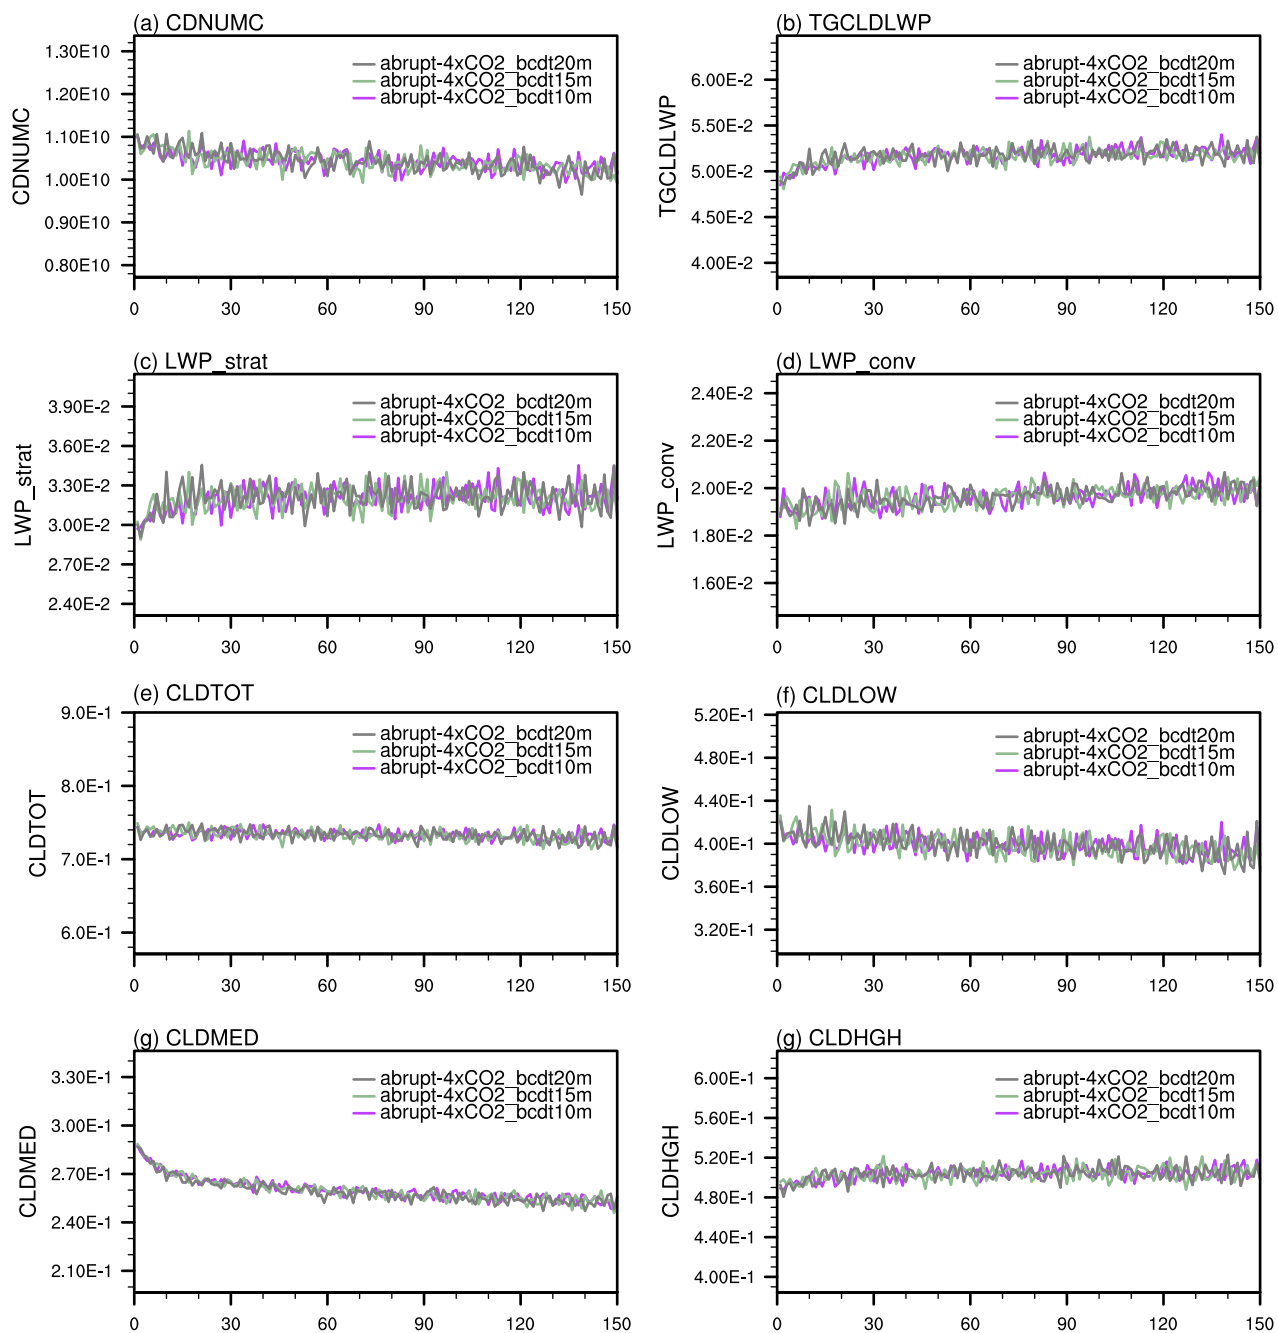 (a) CDNUMC
CDNUMC
1.30E10
1.20E10
1.10E10
1.00E10
0.90E10
0.80E10
abrupt-4xCO2_bcdt20m
abrupt-4xCO2_bcdt15m
abrupt-4xCO2_bcdt10m
0 30 60 90 120 150
(b) TGCLDLWP
TGCLDLWP
6.00E-2
5.50E-2
5.00E-2
4.50E-2
4.00E-2
abrupt-4xCO2_bcdt20m
abrupt-4xCO2_bcdt15m
abrupt-4xCO2_bcdt10m
0 30 60 90 120 150
(c) LWP_strat
LWP_strat
3.90E-2
3.60E-2
3.30E-2
3.00E-2
2.70E-2
2.40E-2
abrupt-4xCO2_bcdt20m
abrupt-4xCO2_bcdt15m
abrupt-4xCO2_bcdt10m
0 30 60 90 120 150
(d) LWP_conv
LWP_conv
2.40E-2
2.20E-2
2.00E-2
1.80E-2
1.60E-2
abrupt-4xCO2_bcdt20m
abrupt-4xCO2_bcdt15m
abrupt-4xCO2_bcdt10m
0 30 60 90 120 150
(e) CLDTOT
CLDTOT
9.0E-1
8.0E-1
7.0E-1
6.0E-1
abrupt-4xCO2_bcdt20m
abrupt-4xCO2_bcdt15m
abrupt-4xCO2_bcdt10m
0 30 60 90 120 150
(f) CLDLOW
CLDLOW
5.20E-1
4.80E-1
4.40E-1
4.00E-1
3.60E-1
3.20E-1
abrupt-4xCO2_bcdt20m
abrupt-4xCO2_bcdt15m
abrupt-4xCO2_bcdt10m
0 30 60 90 120 150
(g) CLDMED
CLDMED
3.30E-1
3.00E-1
2.70E-1
2.40E-1
2.10E-1
abrupt-4xCO2_bcdt20m
abrupt-4xCO2_bcdt15m
abrupt-4xCO2_bcdt10m
0 30 60 90 120 150
(g) CLDHGH
CLDHGH
6.00E-1
5.60E-1
5.20E-1
4.80E-1
4.40E-1
4.00E-1
abrupt-4xCO2_bcdt20m
abrupt-4xCO2_bcdt15m
abrupt-4xCO2_bcdt10m
0 30 60 90 120 150